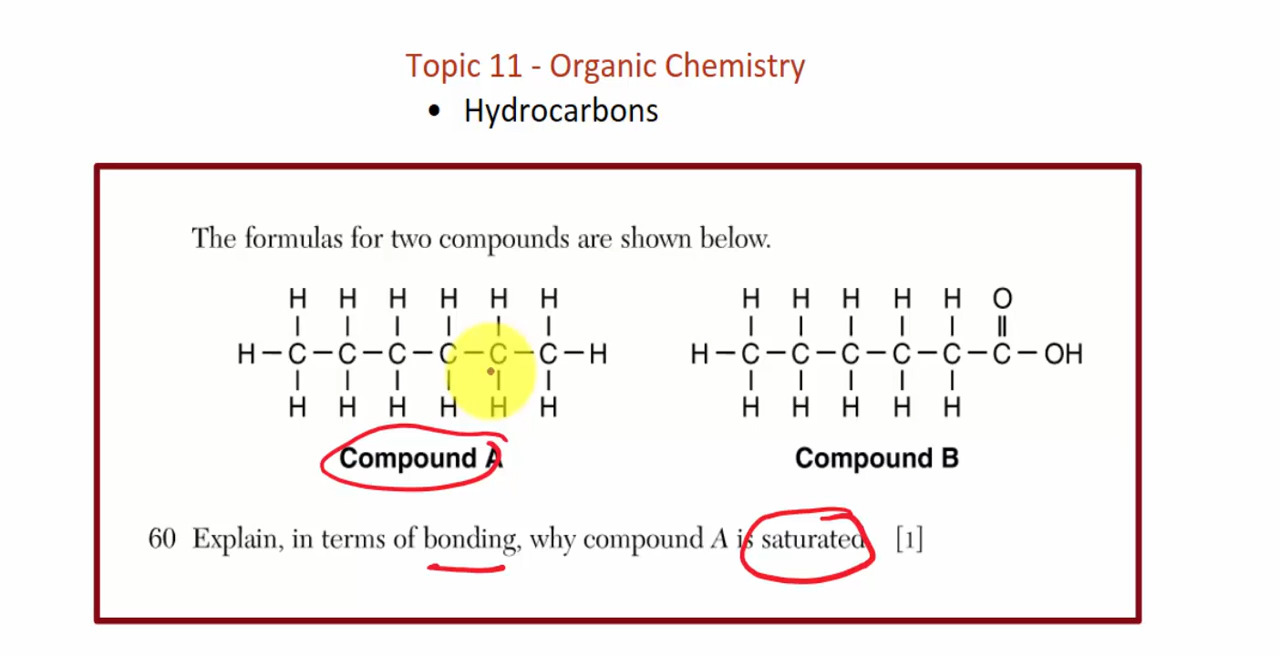 Topic 11 - Organic Chemistry
• Hydrocarbons
The formulas for two compounds are shown below.
H H H H H H
H-C-C-C-C-C-C-H
H H H H H H
Compound A
H H H H H O
H-C-C-C-C-C-C-OH
H H H H H
Compound B
60 Explain, in terms of bonding, why compound A is saturated. [1]